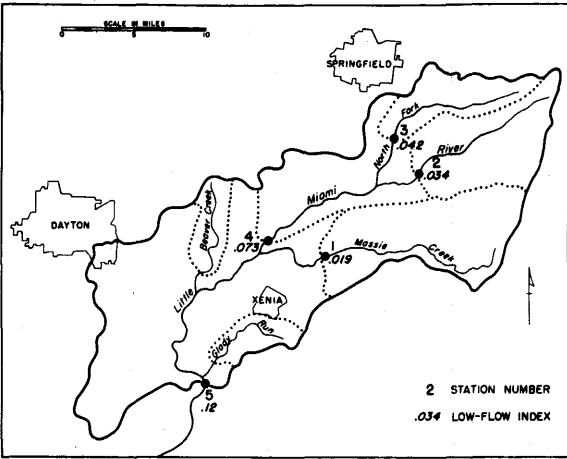 SCALE IN MILES
0 5 10
SPRINGFIELD
North Fork
3
.042
River
2
.034
Miami
Beaver Creek
DAYTON
4
.073
1
.019
Massie Creek
Little
XENIA
Glady Run
5
.12
2 STATION NUMBER
.034 LOW-FLOW INDEX